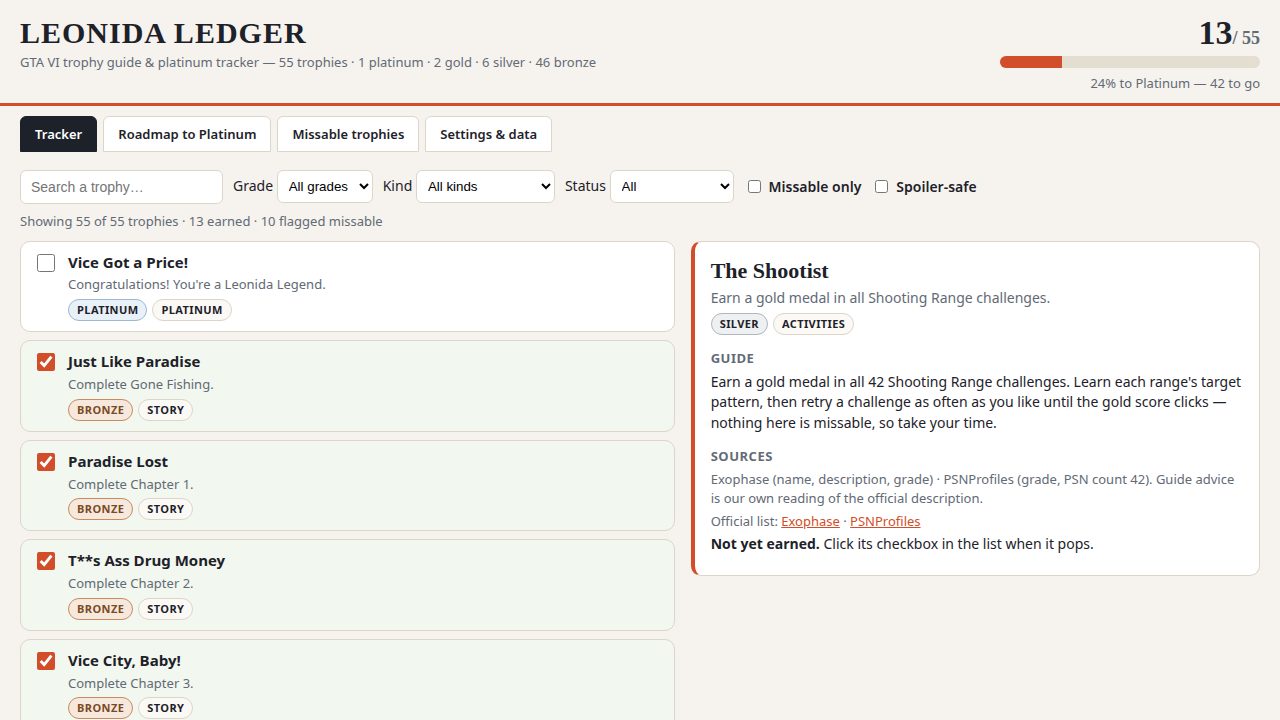 LEONIDA LEDGER
GTA VI trophy guide & platinum tracker — 55 trophies · 1 platinum · 2 gold · 6 silver · 46 bronze
13 / 55
24% to Platinum — 42 to go
Tracker
Roadmap to Platinum
Missable trophies
Settings & data
Search a trophy…
Grade
All grades
Kind
All kinds
Status
All
Missable only
Spoiler-safe
Showing 55 of 55 trophies · 13 earned · 10 flagged missable
Vice Got a Price!
Congratulations! You're a Leonida Legend.
PLATINUM
PLATINUM
Just Like Paradise
Complete Gone Fishing.
BRONZE
STORY
Paradise Lost
Complete Chapter 1.
BRONZE
STORY
T**s Ass Drug Money
Complete Chapter 2.
BRONZE
STORY
Vice City, Baby!
Complete Chapter 3.
BRONZE
STORY
The Shootist
Earn a gold medal in all Shooting Range challenges.
SILVER
ACTIVITIES
GUIDE
Earn a gold medal in all 42 Shooting Range challenges. Learn each range's target
pattern, then retry a challenge as often as you like until the gold score clicks —
nothing here is missable, so take your time.
SOURCES
Exophase (name, description, grade) · PSNProfiles (grade, PSN count 42). Guide advice
is our own reading of the official description.
Official list: Exophase · PSNProfiles
Not yet earned. Click its checkbox in the list when it pops.